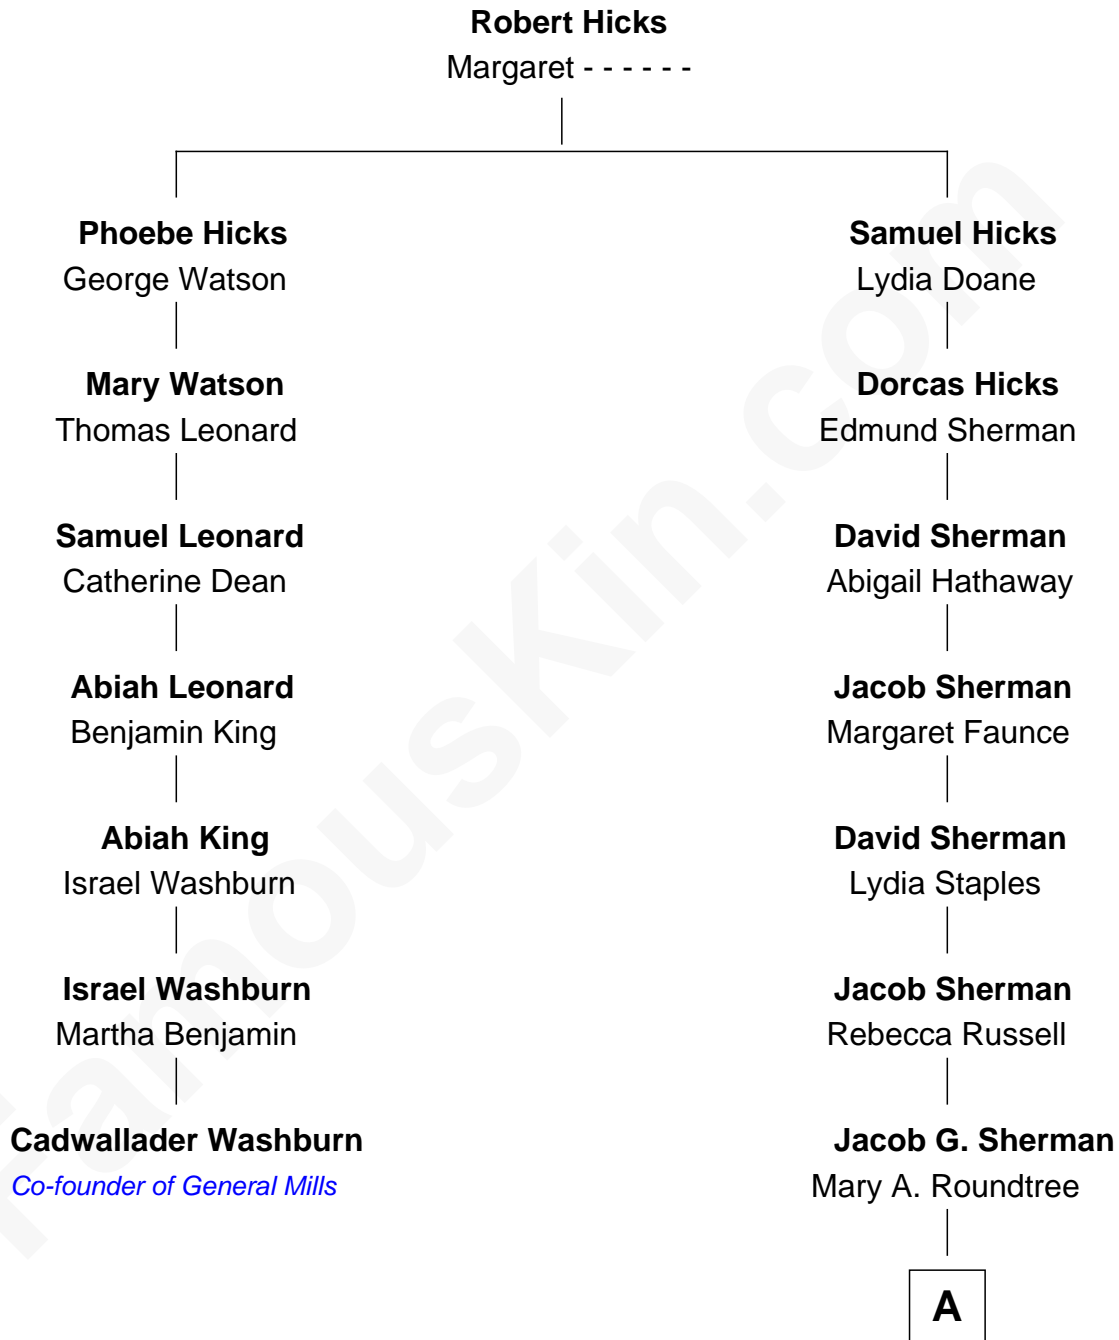 Robert Hicks
Margaret - - - - - -
Phoebe Hicks
George Watson
Samuel Hicks
Lydia Doane
Mary Watson
Thomas Leonard
Dorcas Hicks
Edmund Sherman
Samuel Leonard
Catherine Dean
David Sherman
Abigail Hathaway
Abiah Leonard
Benjamin King
Jacob Sherman
Margaret Faunce
Abiah King
Israel Washburn
David Sherman
Lydia Staples
Israel Washburn
Martha Benjamin
Jacob Sherman
Rebecca Russell
Cadwallader Washburn
Co-founder of General Mills
Jacob G. Sherman
Mary A. Roundtree
A
FamousKin.com